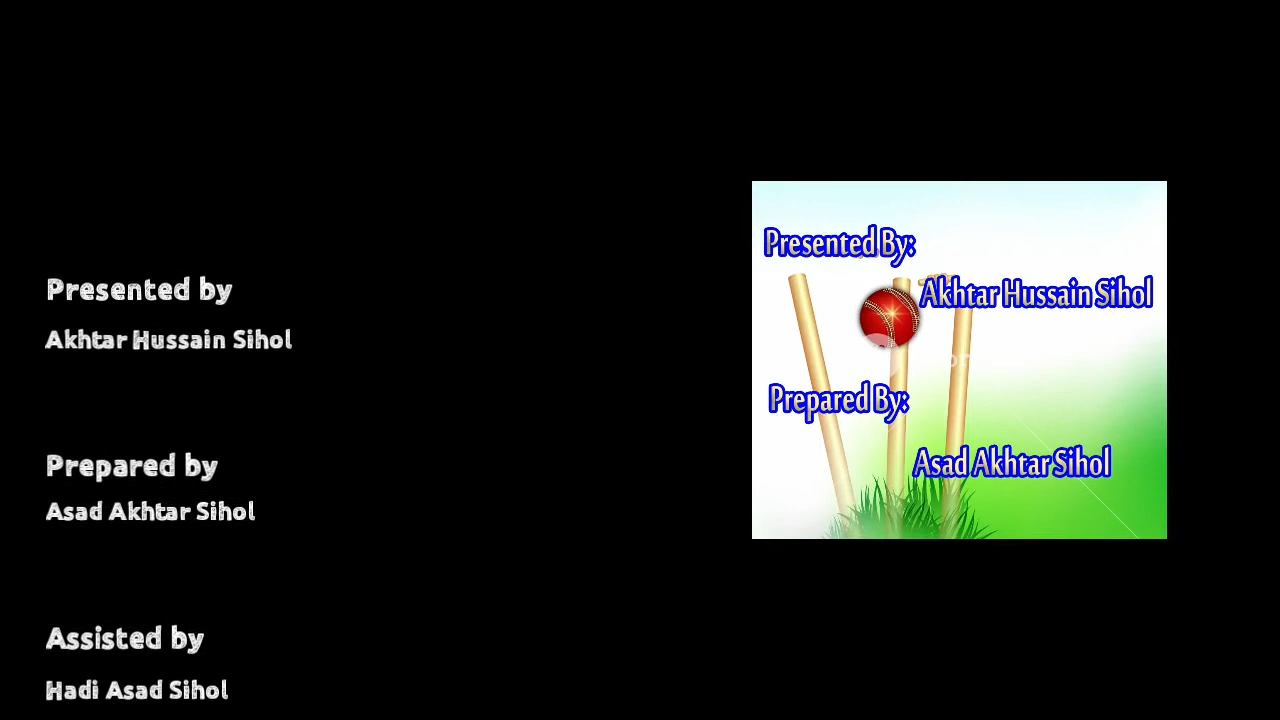 Presented by
Akhtar Hussain Sihol
Prepared by
Asad Akhtar Sihol
Assisted by
Hadi Asad Sihol
Presented By:
Akhtar Hussain Sihol
Prepared By:
Asad Akhtar Sihol